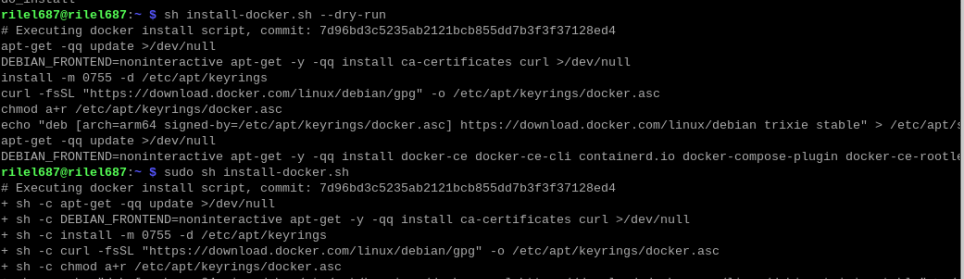 do_install
rilel687@rilel687:~ $ sh install-docker.sh --dry-run
# Executing docker install script, commit: 7d96bd3c5235ab2121bcb855dd7b3f3f37128ed4
apt-get -qq update >/dev/null
DEBIAN_FRONTEND=noninteractive apt-get -y -qq install ca-certificates curl >/dev/null
install -m 0755 -d /etc/apt/keyrings
curl -fsSL "https://download.docker.com/linux/debian/gpg" -o /etc/apt/keyrings/docker.asc
chmod a+r /etc/apt/keyrings/docker.asc
echo "deb [arch=arm64 signed-by=/etc/apt/keyrings/docker.asc] https://download.docker.com/linux/debian trixie stable" > /etc/apt/s
apt-get -qq update >/dev/null
DEBIAN_FRONTEND=noninteractive apt-get -y -qq install docker-ce docker-ce-cli containerd.io docker-compose-plugin docker-ce-rootle
rilel687@rilel687:~ $ sudo sh install-docker.sh
# Executing docker install script, commit: 7d96bd3c5235ab2121bcb855dd7b3f3f37128ed4
+ sh -c apt-get -qq update >/dev/null
+ sh -c DEBIAN_FRONTEND=noninteractive apt-get -y -qq install ca-certificates curl >/dev/null
+ sh -c install -m 0755 -d /etc/apt/keyrings
+ sh -c curl -fsSL "https://download.docker.com/linux/debian/gpg" -o /etc/apt/keyrings/docker.asc
+ sh -c chmod a+r /etc/apt/keyrings/docker.asc